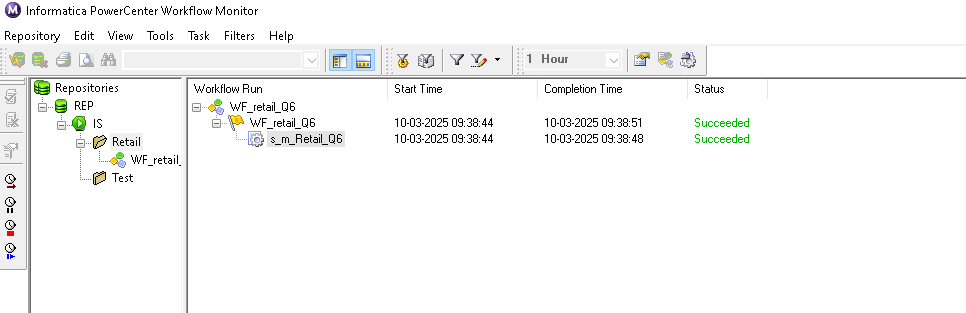 Informatica PowerCenter Workflow Monitor
Repository Edit View Tools Task Filters Help
1 Hour
Repositories
REP
IS
Retail
WF_retail_
Test
Workflow Run Start Time Completion Time Status
WF_retail_Q6
WF_retail_Q6 10-03-2025 09:38:44 10-03-2025 09:38:51 Succeeded
s_m_Retail_Q6 10-03-2025 09:38:44 10-03-2025 09:38:48 Succeeded